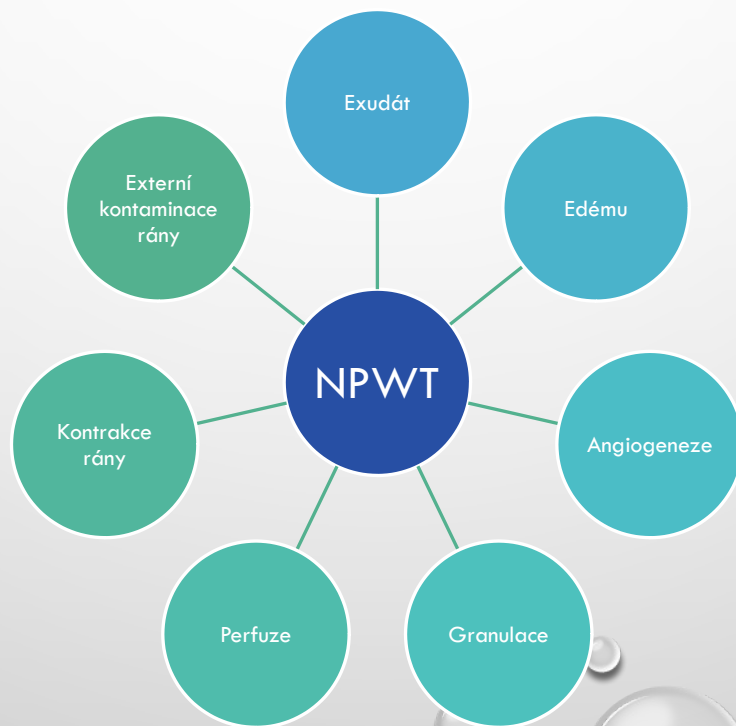 Exudát
Edému
Angiogeneze
Granulace
Perfuze
Kontrakce
rány
Externí
kontaminace
rány
NPWT